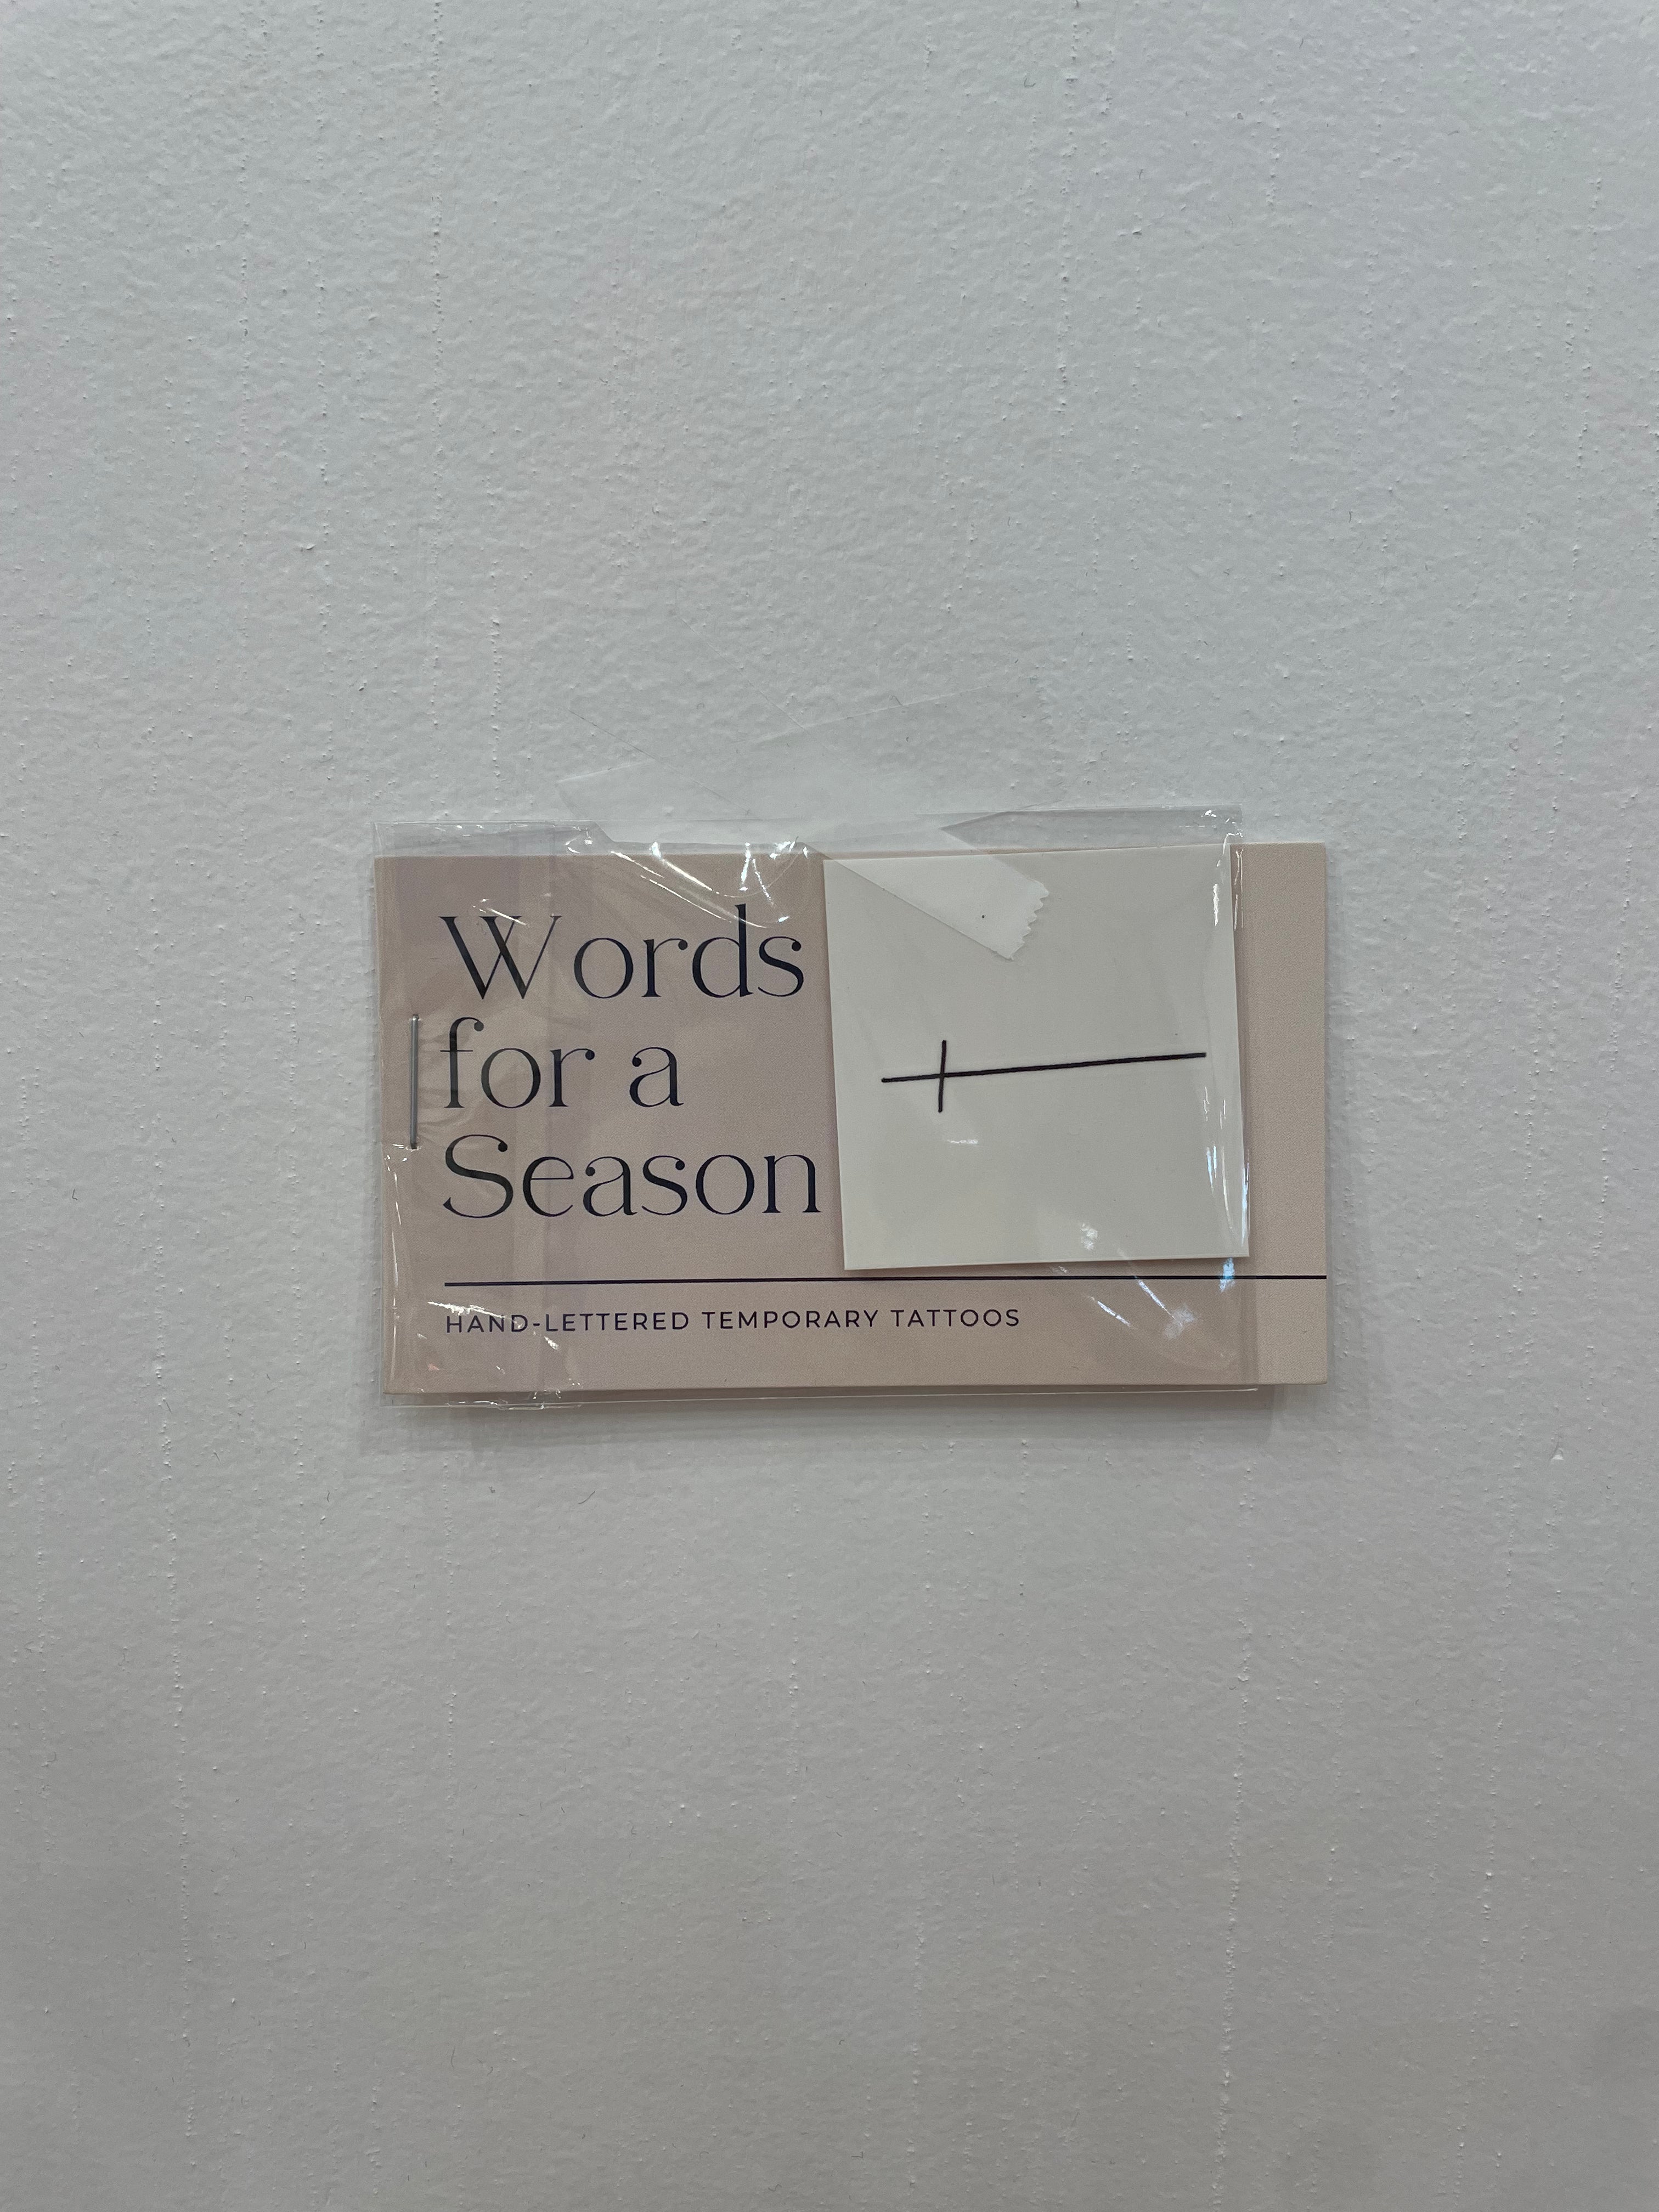 Words
for a
Season
HAND-LETTERED TEMPORARY TATTOOS